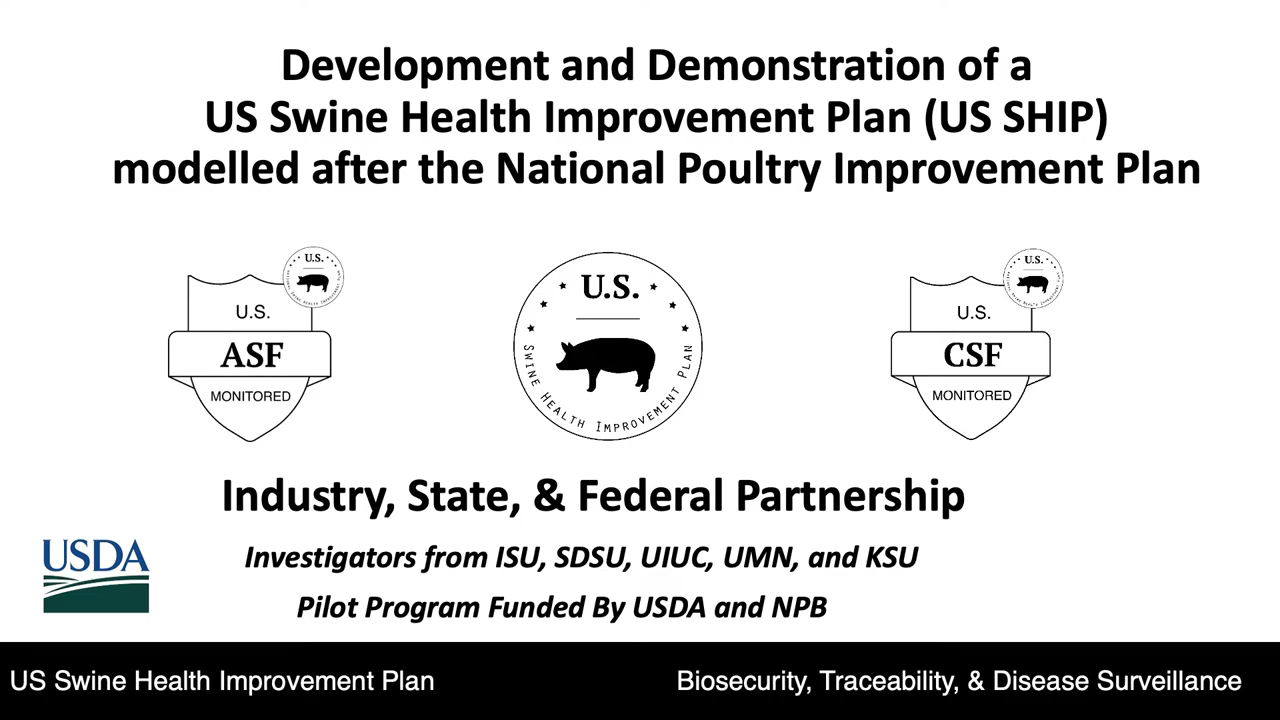 Development and Demonstration of a
US Swine Health Improvement Plan (US SHIP)
modelled after the National Poultry Improvement Plan
U.S.
U.S.
ASF
MONITORED
U.S.
SWINE HEALTH IMPROVEMENT PLAN
U.S.
U.S.
CSF
MONITORED
Industry, State, & Federal Partnership
USDA
Investigators from ISU, SDSU, UIUC, UMN, and KSU
Pilot Program Funded By USDA and NPB
US Swine Health Improvement Plan
Biosecurity, Traceability, & Disease Surveillance